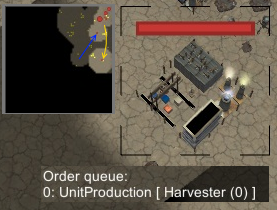 Order queue:
0: UnitProduction [ Harvester (0) ]